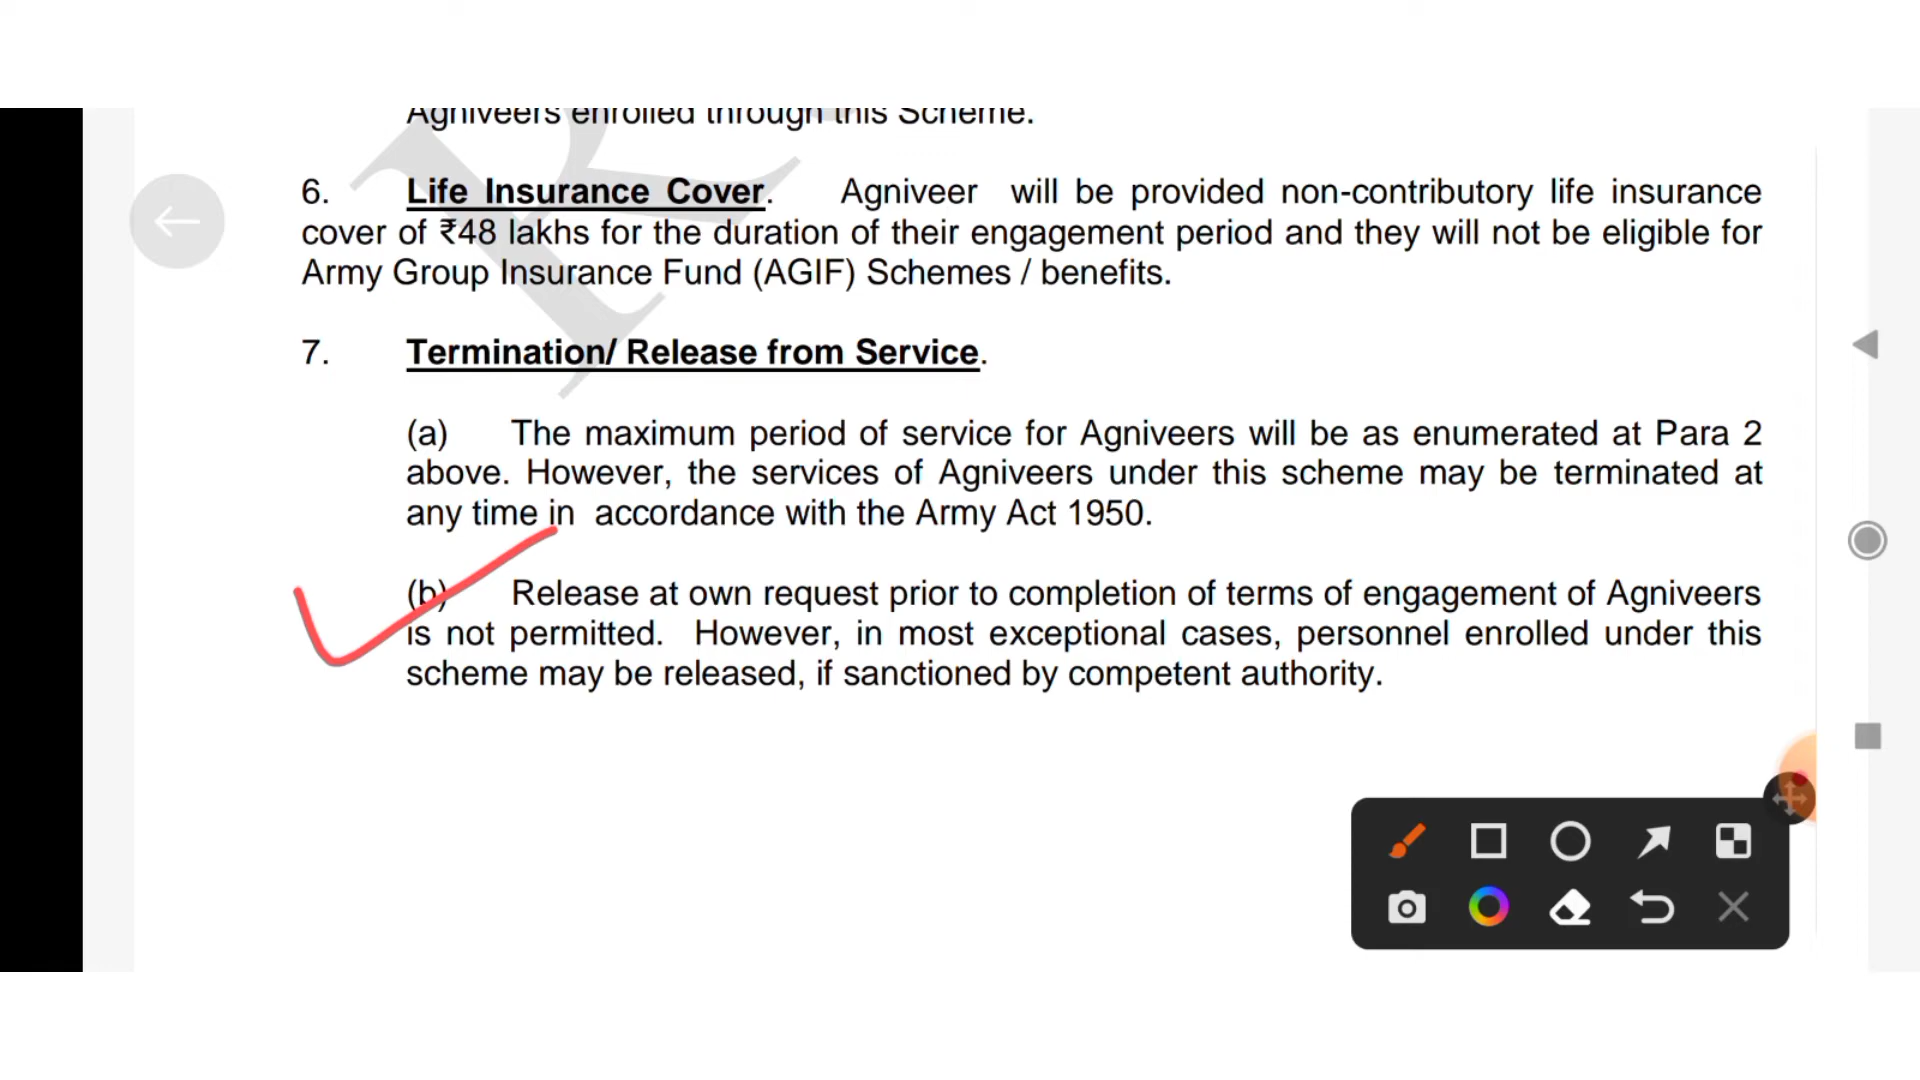 Agniveers enrolled through this Scheme.
6. Life Insurance Cover. Agniveer will be provided non-contributory life insurance
cover of ₹48 lakhs for the duration of their engagement period and they will not be eligible for
Army Group Insurance Fund (AGIF) Schemes / benefits.
7. Termination/ Release from Service.
(a) The maximum period of service for Agniveers will be as enumerated at Para 2
above. However, the services of Agniveers under this scheme may be terminated at
any time in accordance with the Army Act 1950.
(b) Release at own request prior to completion of terms of engagement of Agniveers
is not permitted. However, in most exceptional cases, personnel enrolled under this
scheme may be released, if sanctioned by competent authority.